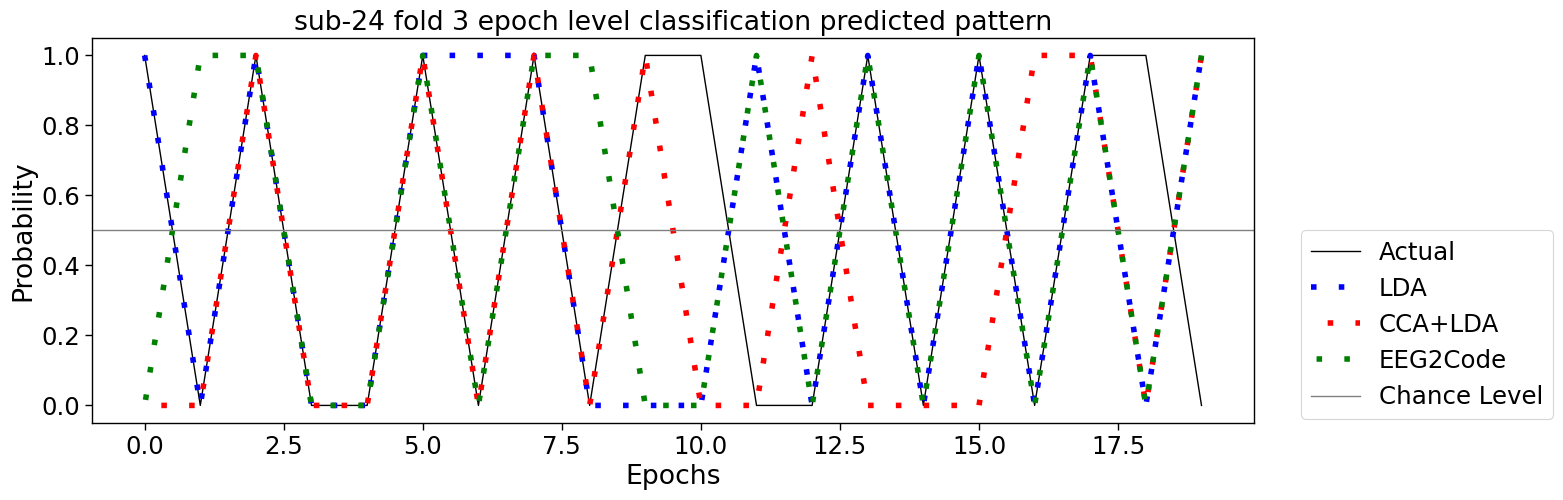 sub-24 fold 3 epoch level classification predicted pattern
Probability
1.0
0.8
0.6
0.4
0.2
0.0
0.0 2.5 5.0 7.5 10.0 12.5 15.0 17.5
Epochs
Actual
LDA
CCA+LDA
EEG2Code
Chance Level